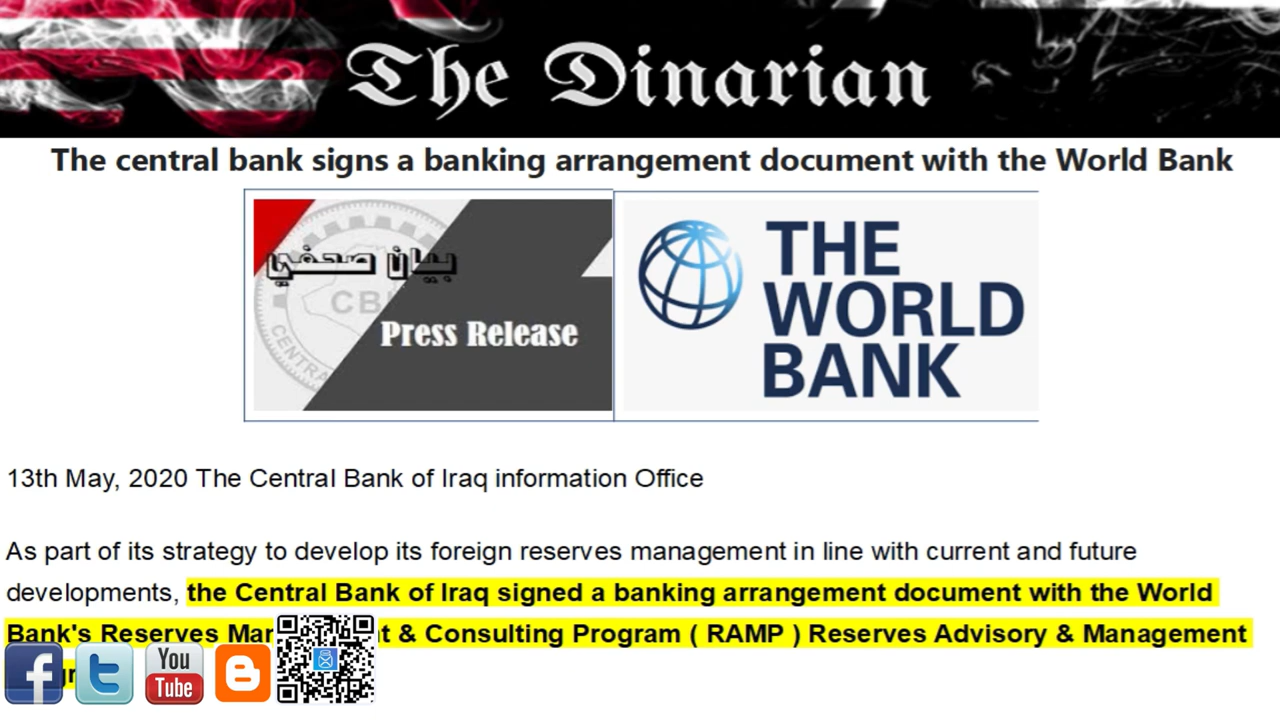 The Dinarian
The central bank signs a banking arrangement document with the World Bank
بيان صحفي
Press Release
THE
WORLD
BANK
13th May, 2020 The Central Bank of Iraq information Office
As part of its strategy to develop its foreign reserves management in line with current and future
developments, the Central Bank of Iraq signed a banking arrangement document with the World
Bank's Reserves & Consulting Program ( RAMP ) Reserves Advisory & Management
You
Tube